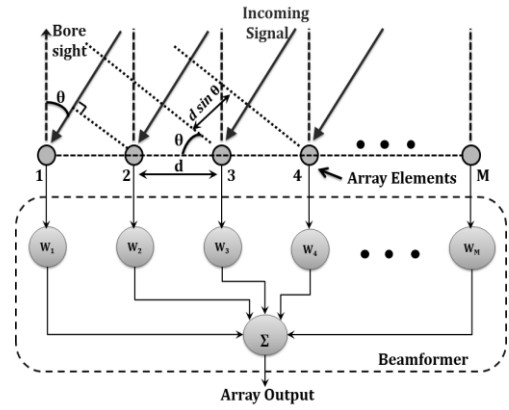 Bore
sight
Incoming
Signal
θ
d sin θ
θ
1
2
d
3
4
M
Array Elements
W1
W2
W3
W4
WM
Σ
Beamformer
Array Output